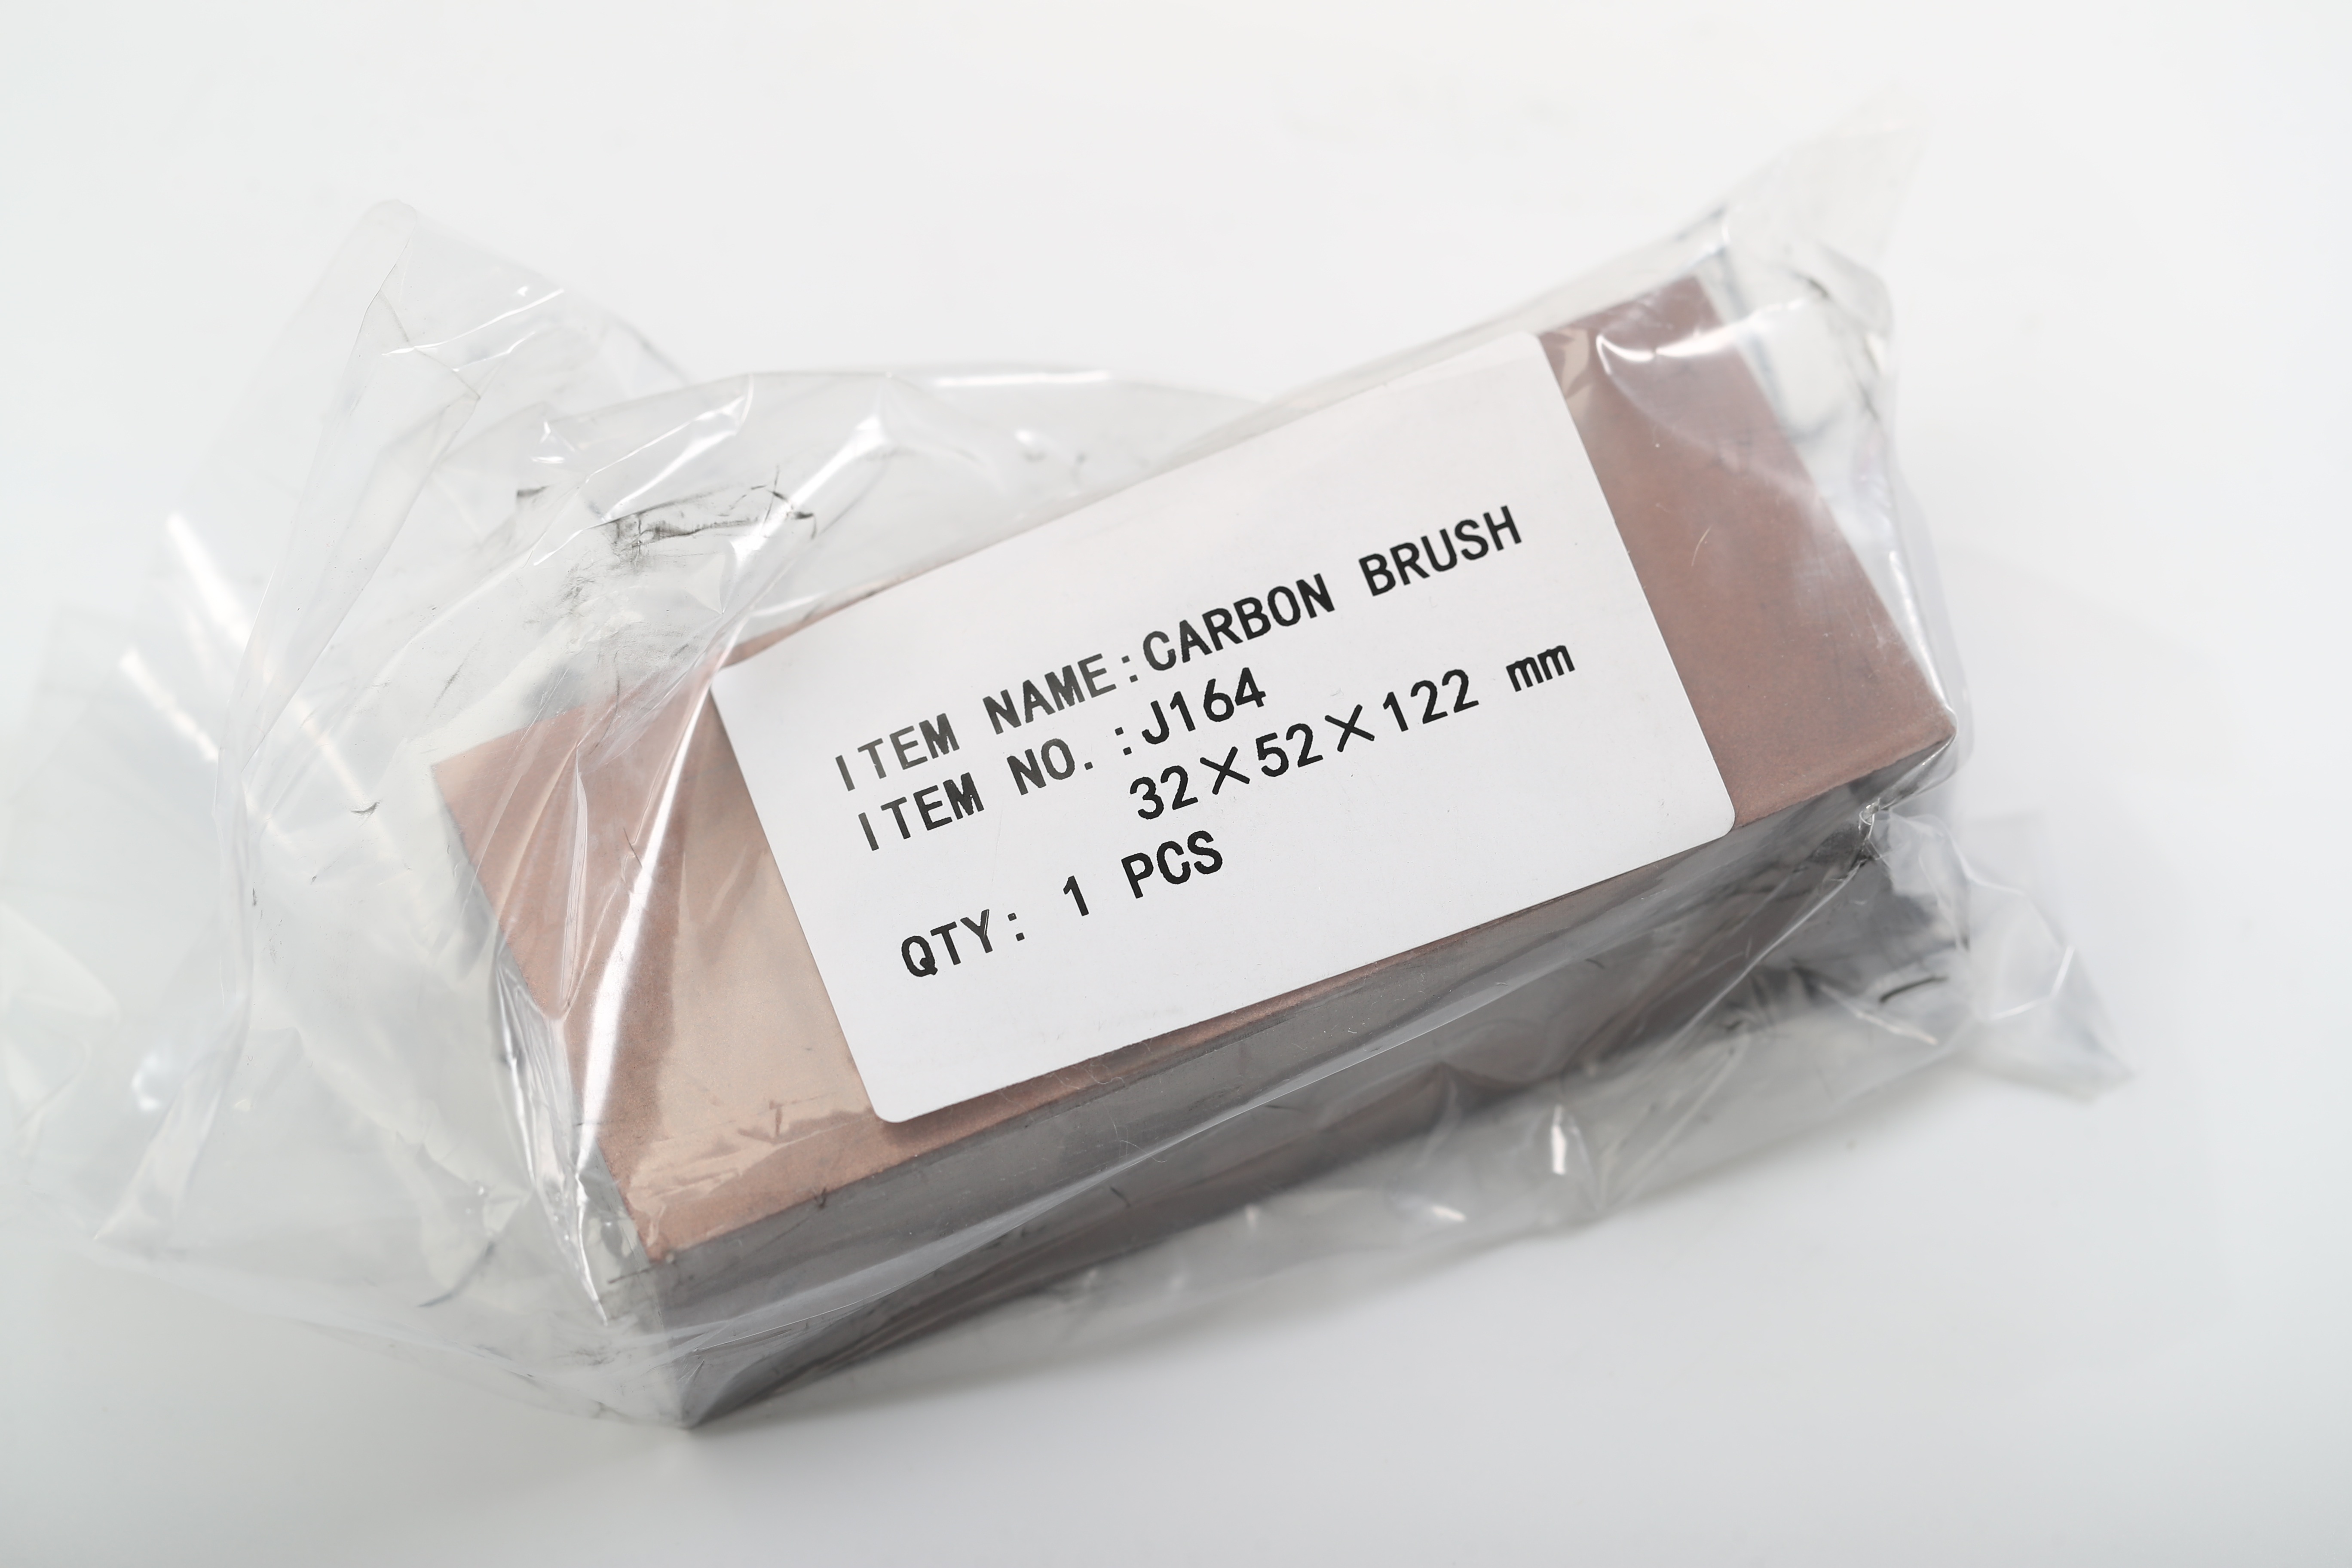 ITEM NAME:CARBON BRUSH
ITEM NO. :J164
32×52×122 mm
QTY: 1 PCS